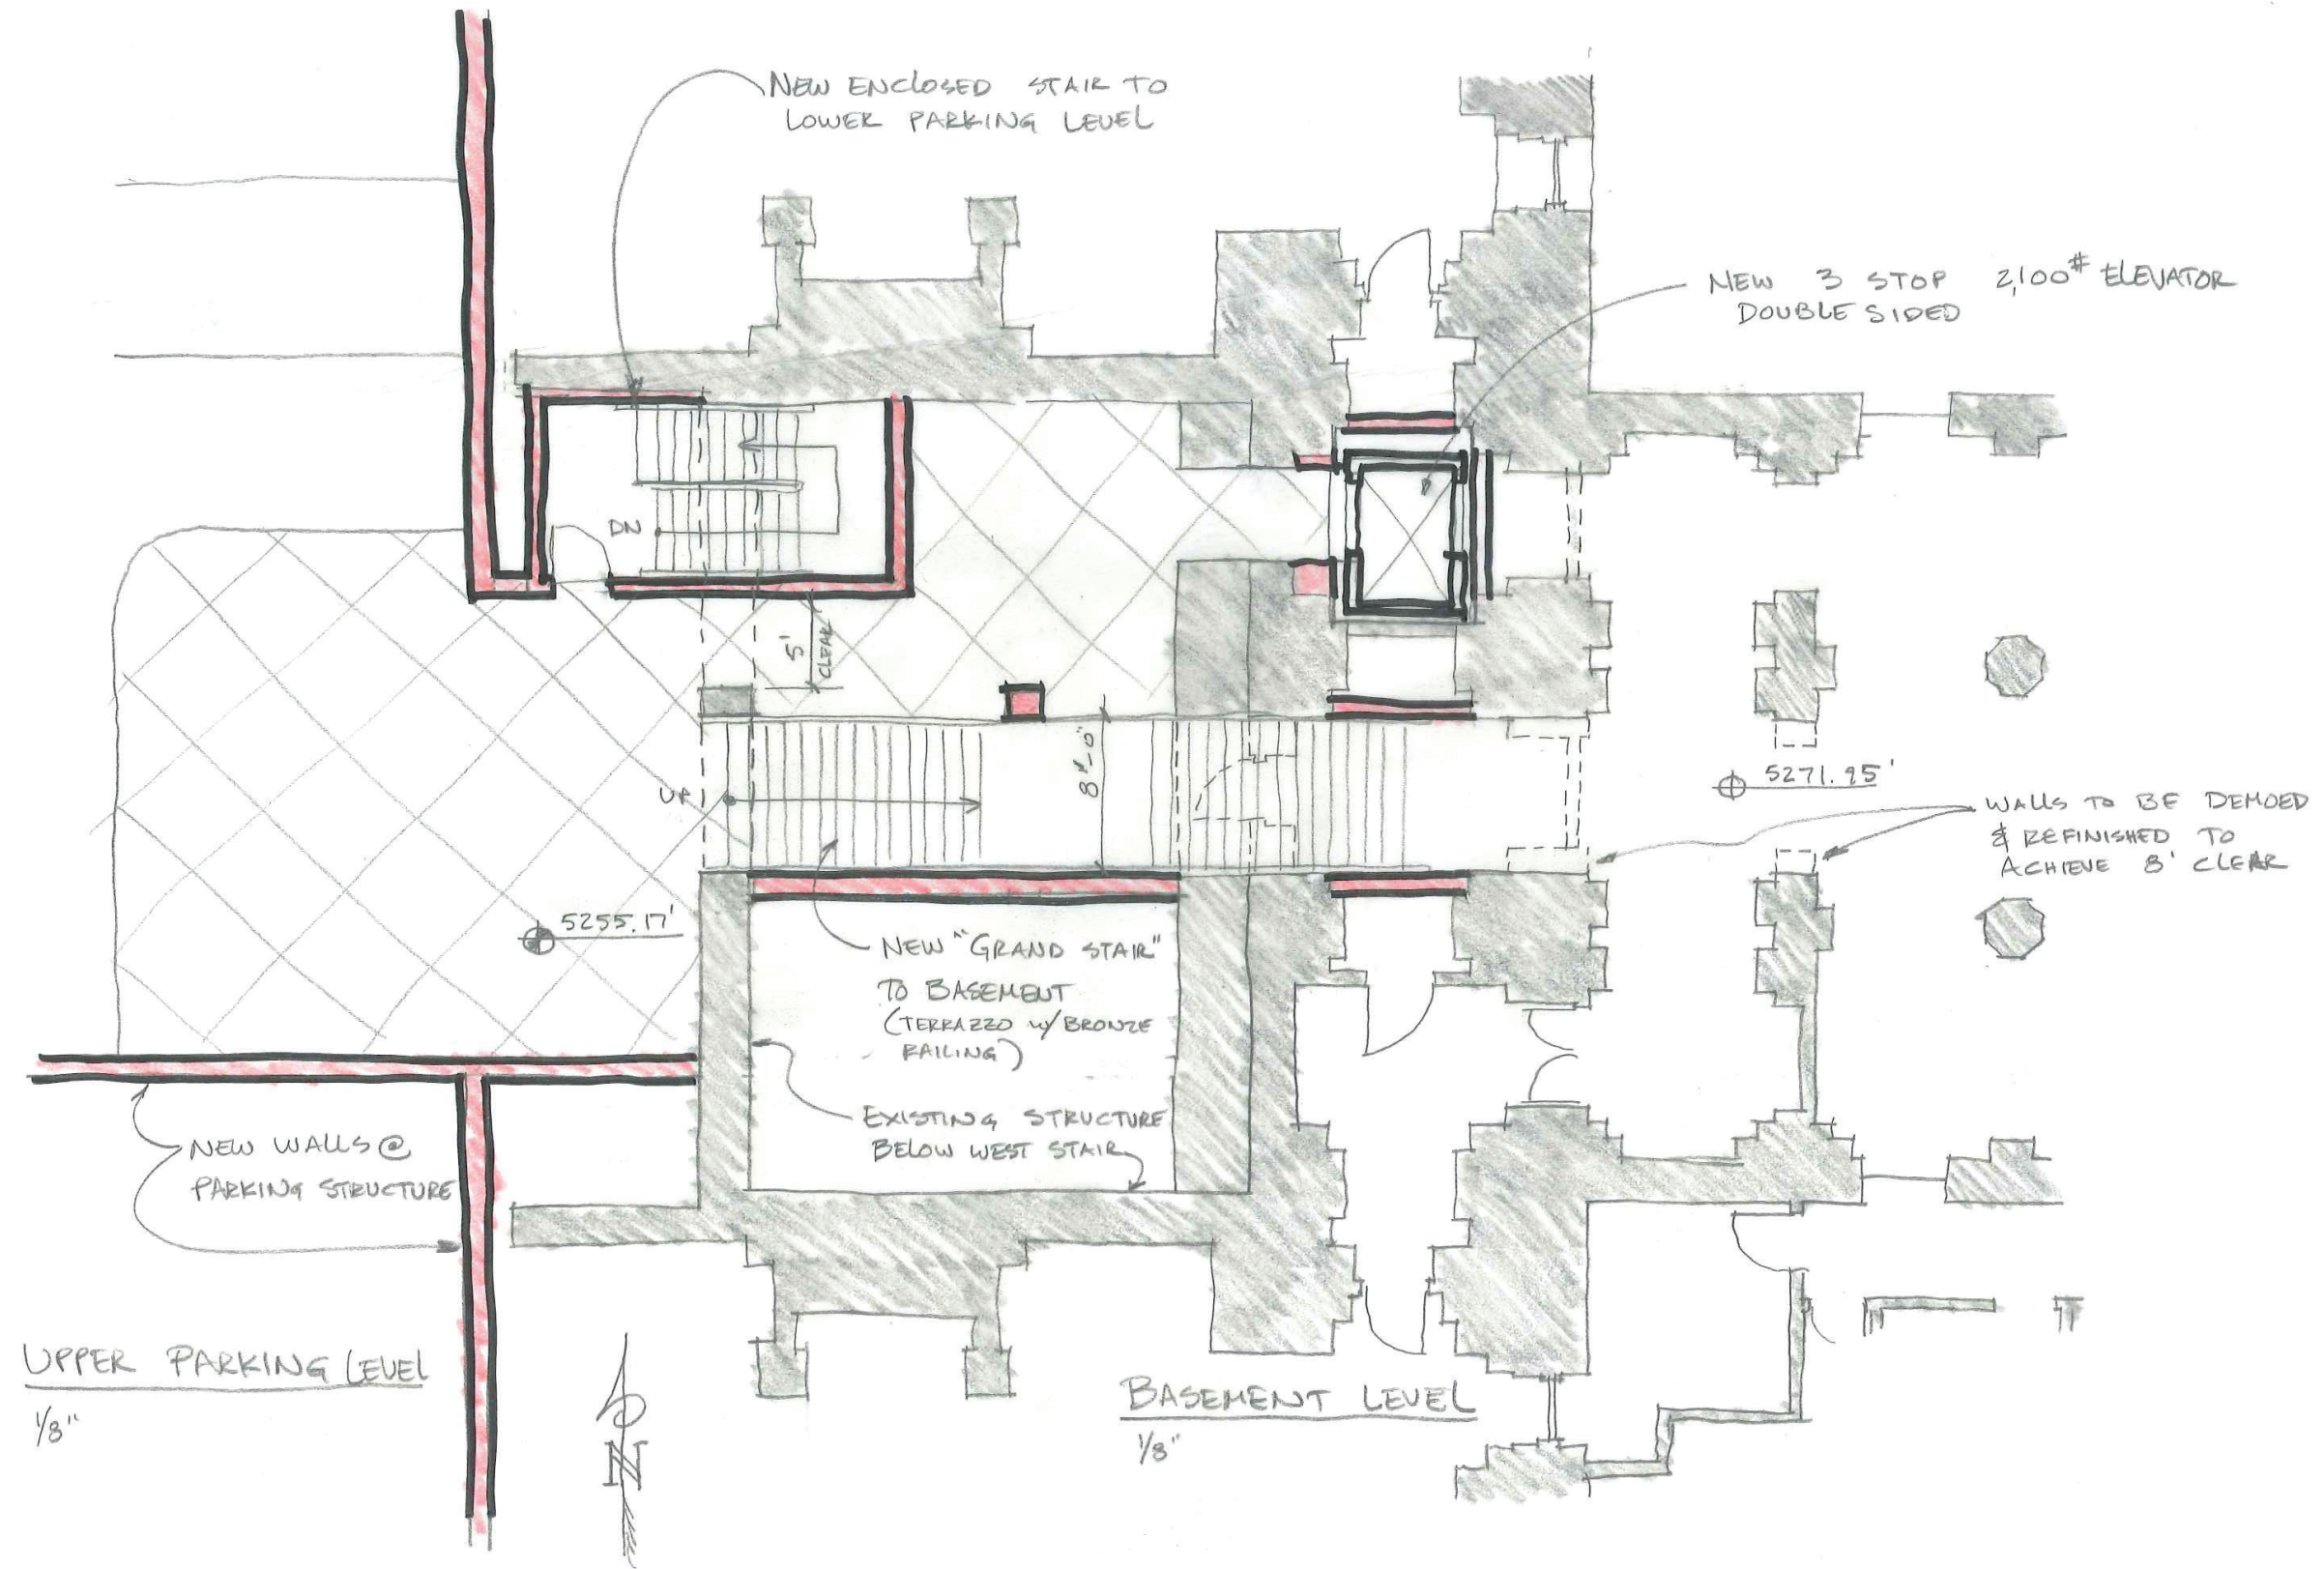 NEW ENCLOSED STAIR TO
LOWER PARKING LEVEL
NEW 3 STOP 2,100# ELEVATOR
DOUBLE SIDED
DN
5'
CLEAR
8'-0"
UP
5271.25'
WALLS TO BE DEMOED
& REFINISHED TO
ACHIEVE 8' CLEAR
5255.17'
NEW "GRAND STAIR"
TO BASEMENT
(TERRAZZO W/ BRONZE
RAILING)
EXISTING STRUCTURE
BELOW WEST STAIR
NEW WALLS @
PARKING STRUCTURE
UPPER PARKING LEVEL
1/8"
N
BASEMENT LEVEL
1/8"